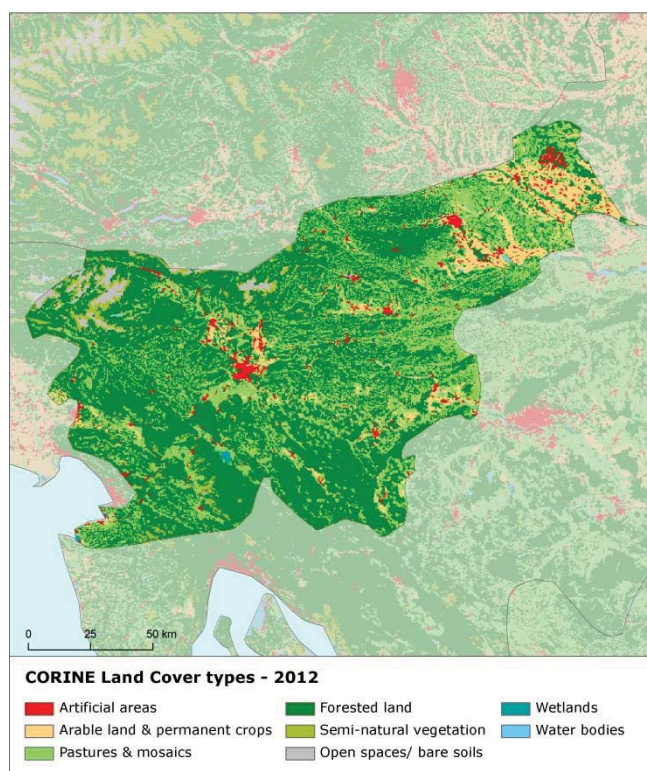 0 25 50 km
CORINE Land Cover types - 2012
Artificial areas Forested land Wetlands
Arable land & permanent crops Semi-natural vegetation Water bodies
Pastures & mosaics Open spaces/ bare soils